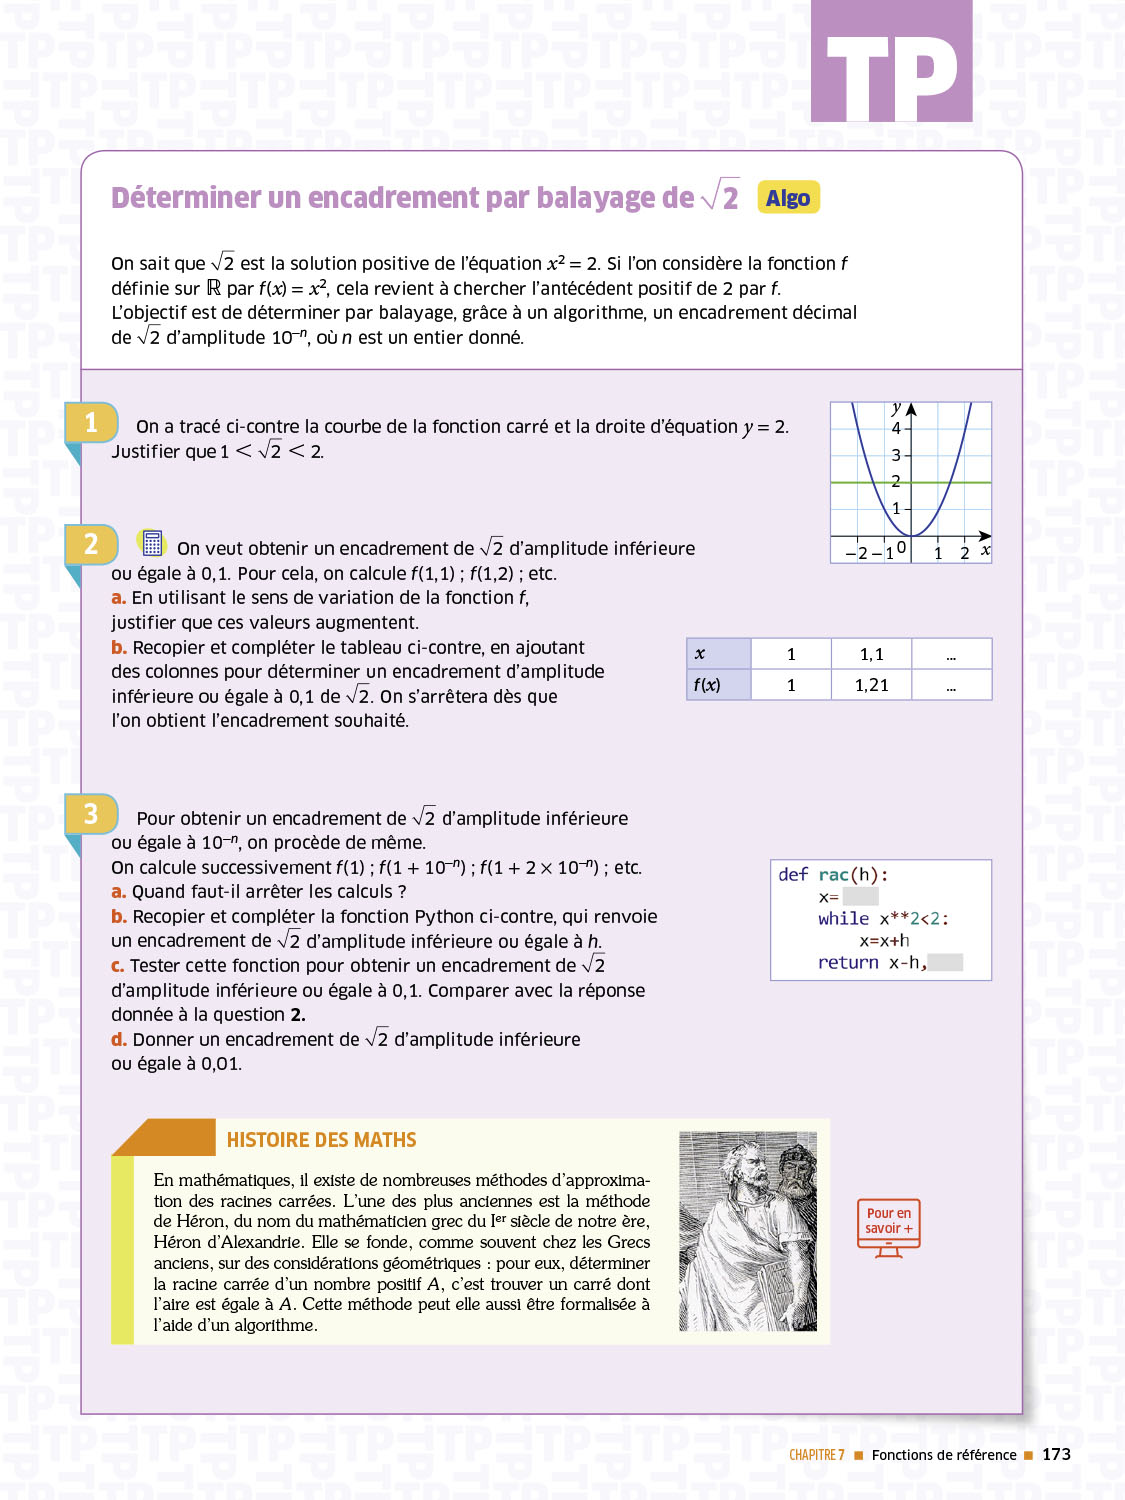 TP
Déterminer un encadrement par balayage de √2 Algo
On sait que √2 est la solution positive de l'équation x² = 2. Si l'on considère la fonction f
définie sur ℝ par f(x) = x², cela revient à chercher l'antécédent positif de 2 par f.
L'objectif est de déterminer par balayage, grâce à un algorithme, un encadrement décimal
de √2 d'amplitude 10⁻ⁿ, où n est un entier donné.
1 On a tracé ci-contre la courbe de la fonction carré et la droite d'équation y = 2.
Justifier que 1 < √2 < 2.
y
4
3
2
1
−2 −1 0 1 2 x
2 On veut obtenir un encadrement de √2 d'amplitude inférieure
ou égale à 0,1. Pour cela, on calcule f(1,1) ; f(1,2) ; etc.
a. En utilisant le sens de variation de la fonction f,
justifier que ces valeurs augmentent.
b. Recopier et compléter le tableau ci-contre, en ajoutant
des colonnes pour déterminer un encadrement d'amplitude
inférieure ou égale à 0,1 de √2. On s'arrêtera dès que
l'on obtient l'encadrement souhaité.
x 1 1,1 ...
f(x) 1 1,21 ...
3 Pour obtenir un encadrement de √2 d'amplitude inférieure
ou égale à 10⁻ⁿ, on procède de même.
On calcule successivement f(1) ; f(1 + 10⁻ⁿ) ; f(1 + 2 × 10⁻ⁿ) ; etc.
a. Quand faut-il arrêter les calculs ?
b. Recopier et compléter la fonction Python ci-contre, qui renvoie
un encadrement de √2 d'amplitude inférieure ou égale à h.
c. Tester cette fonction pour obtenir un encadrement de √2
d'amplitude inférieure ou égale à 0,1. Comparer avec la réponse
donnée à la question 2.
d. Donner un encadrement de √2 d'amplitude inférieure
ou égale à 0,01.
def rac(h):
x=
while x**2<2:
x=x+h
return x-h,
HISTOIRE DES MATHS
En mathématiques, il existe de nombreuses méthodes d'approxima-
tion des racines carrées. L'une des plus anciennes est la méthode
de Héron, du nom du mathématicien grec du Iᵉʳ siècle de notre ère,
Héron d'Alexandrie. Elle se fonde, comme souvent chez les Grecs
anciens, sur des considérations géométriques : pour eux, déterminer
la racine carrée d'un nombre positif A, c'est trouver un carré dont
l'aire est égale à A. Cette méthode peut elle aussi être formalisée à
l'aide d'un algorithme.
Pour en
savoir +
CHAPITRE 7 ■ Fonctions de référence ■ 173